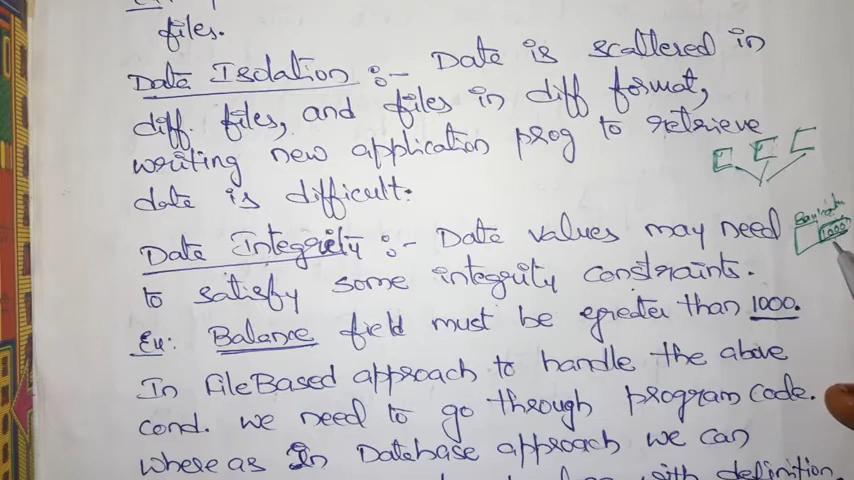 files.
Data Isolation :- Data is scattered in
diff. files, and files in diff format,
writing new application prog to retrieve
data is difficult.
Data Integrity :- Data values may need
to satisfy some integrity constraints.
Ex: Balance field must be greater than 1000.
In FileBased approach to handle the above
cond. we need to go through program code.
where as In Database approach we can
with definition.
1000